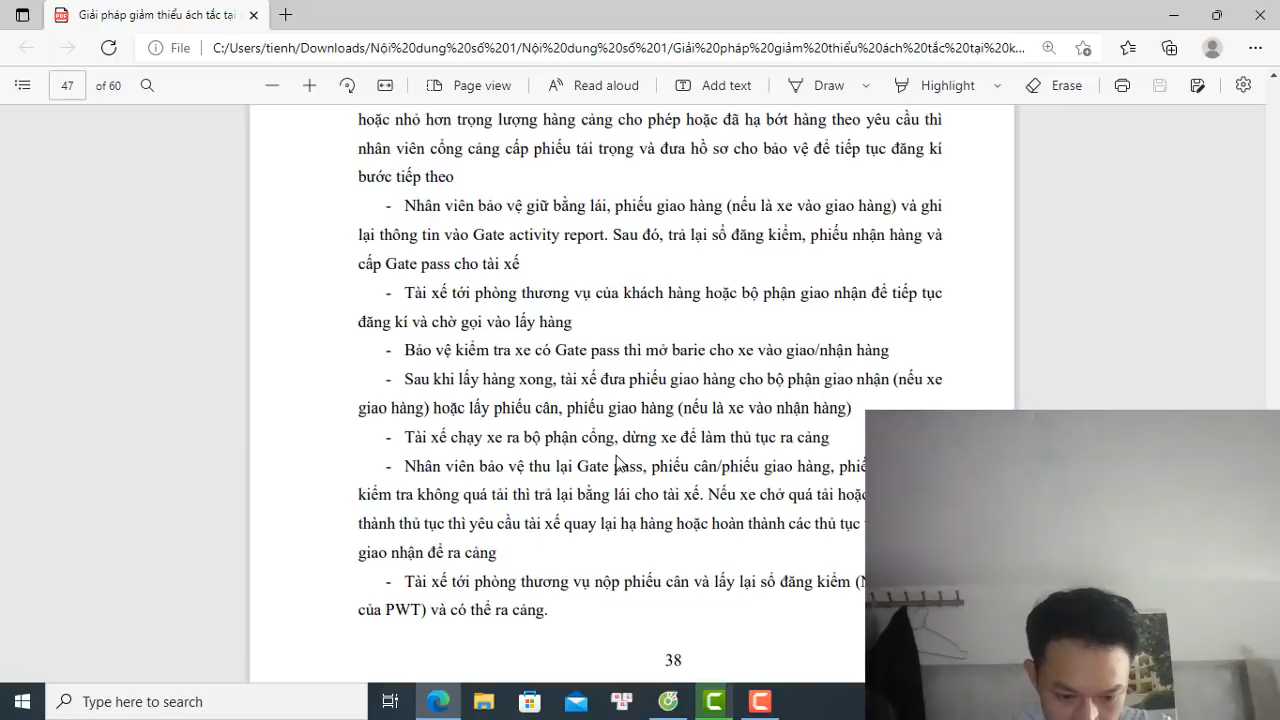 Giải pháp giảm thiểu ách tắc tại
File C:/Users/tienh/Downloads/Nội%20dung%20số%201/Nội%20dung%20số%201/Giải%20pháp%20giảm%20thiểu%20ách%20tắc%20tại%20k...
47 of 60 Page view Read aloud Add text Draw Highlight Erase
hoặc nhỏ hơn trọng lượng hàng cảng cho phép hoặc đã hạ bớt hàng theo yêu cầu thì
nhân viên cổng cảng cấp phiếu tải trọng và đưa hồ sơ cho bảo vệ để tiếp tục đăng kí
bước tiếp theo
- Nhân viên bảo vệ giữ bằng lái, phiếu giao hàng (nếu là xe vào giao hàng) và ghi
lại thông tin vào Gate activity report. Sau đó, trả lại sổ đăng kiểm, phiếu nhận hàng và
cấp Gate pass cho tài xế
- Tài xế tới phòng thương vụ của khách hàng hoặc bộ phận giao nhận để tiếp tục
đăng kí và chờ gọi vào lấy hàng
- Bảo vệ kiểm tra xe có Gate pass thì mở barie cho xe vào giao/nhận hàng
- Sau khi lấy hàng xong, tài xế đưa phiếu giao hàng cho bộ phận giao nhận (nếu xe
giao hàng) hoặc lấy phiếu cân, phiếu giao hàng (nếu là xe vào nhận hàng)
- Tài xế chạy xe ra bộ phận cổng, dừng xe để làm thủ tục ra cảng
- Nhân viên bảo vệ thu lại Gate pass, phiếu cân/phiếu giao hàng,
kiểm tra không quá tải thì trả lại bằng lái cho tài xế. Nếu xe chở quá tải
thành thủ tục thì yêu cầu tài xế quay lại hạ hàng hoặc hoàn thành các thủ tục
giao nhận để ra cảng
- Tài xế tới phòng thương vụ nộp phiếu cân và lấy lại sổ đăng kiểm
của PWT) và có thể ra cảng.
38
Type here to search